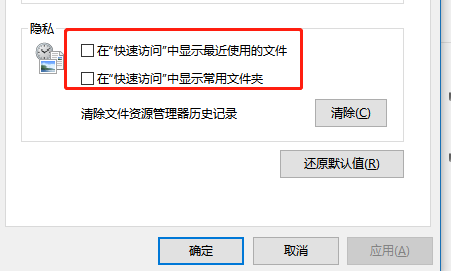 隐私
在"快速访问"中显示最近使用的文件
在"快速访问"中显示常用文件夹
清除文件资源管理器历史记录
清除(C)
还原默认值(R)
确定
取消
应用(A)